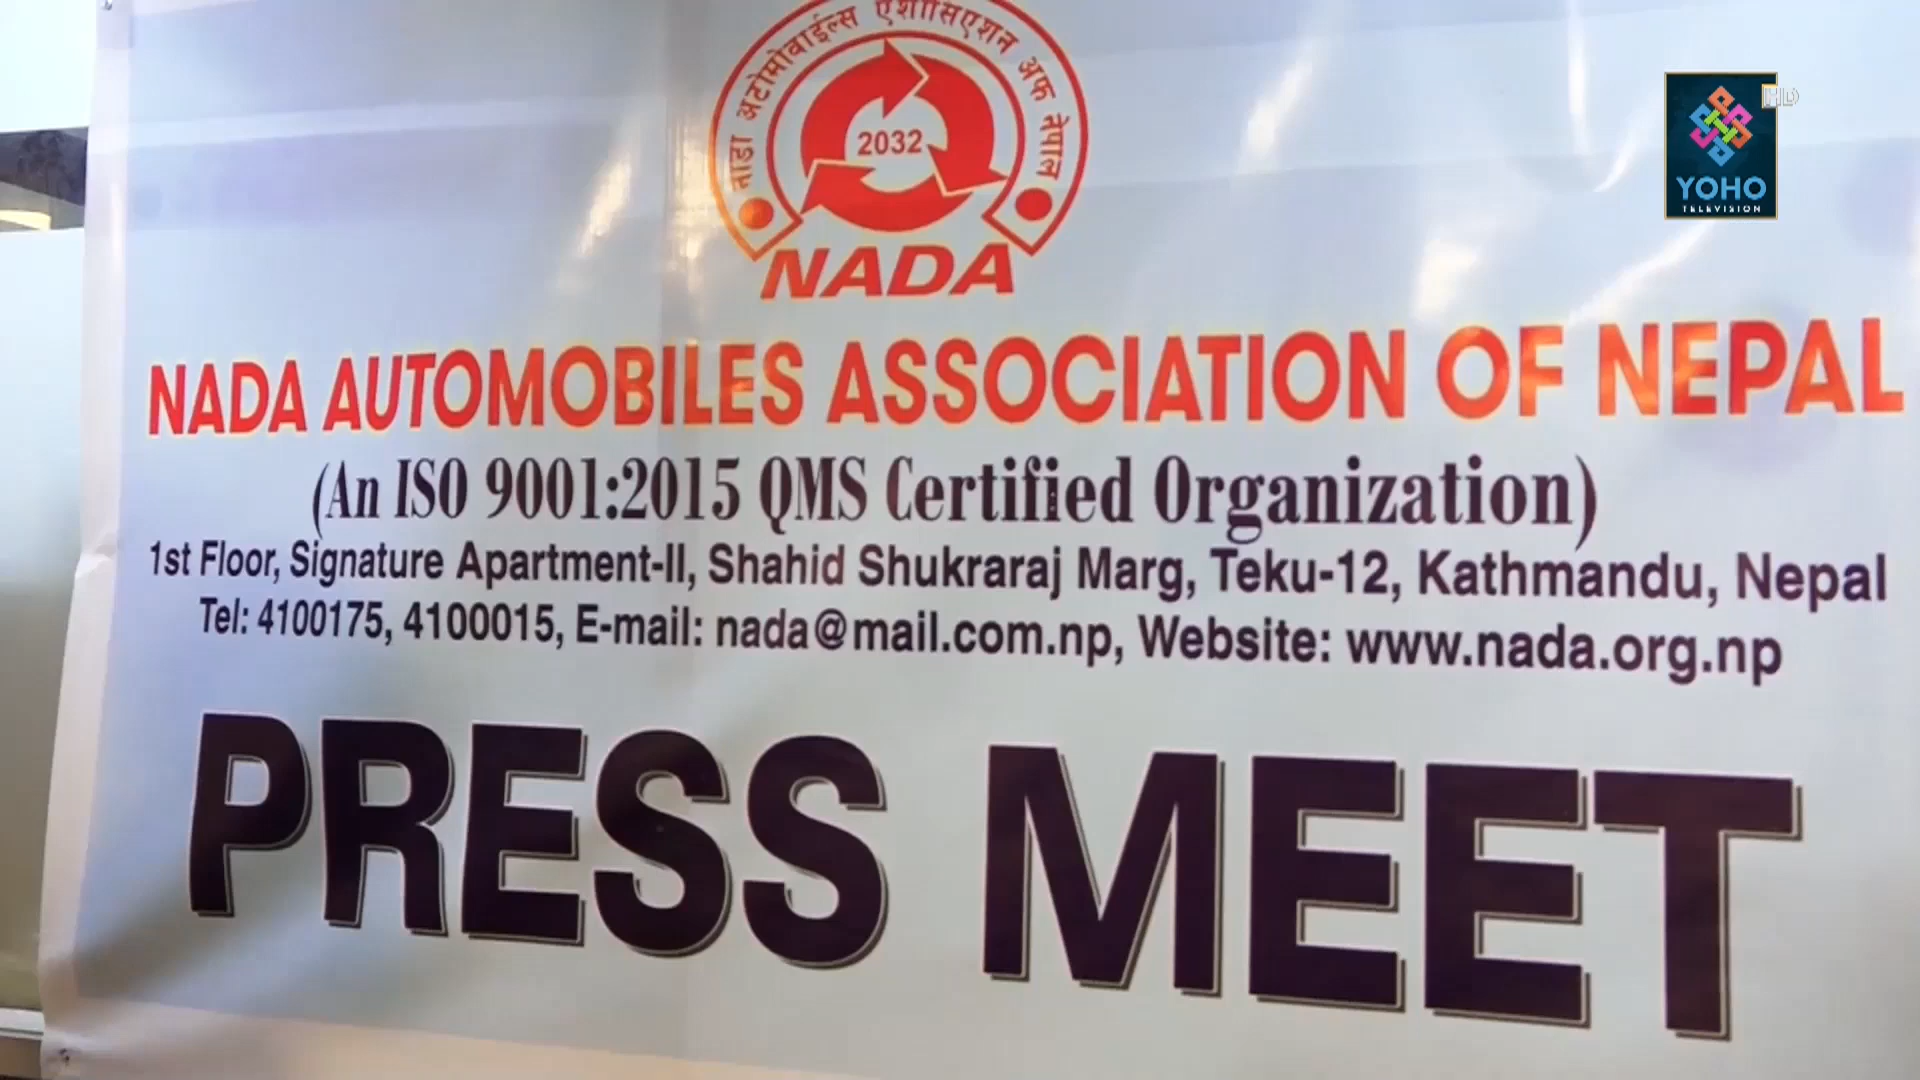 नाडा अटोमोवाईल्स एशोसिएशन अफ नेपाल
2032
NADA
HD
YOHO
TELEVISION
NADA AUTOMOBILES ASSOCIATION OF NEPAL
(An ISO 9001:2015 QMS Certified Organization)
1st Floor, Signature Apartment-II, Shahid Shukraraj Marg, Teku-12, Kathmandu, Nepal
Tel: 4100175, 4100015, E-mail: nada@mail.com.np, Website: www.nada.org.np
PRESS MEET